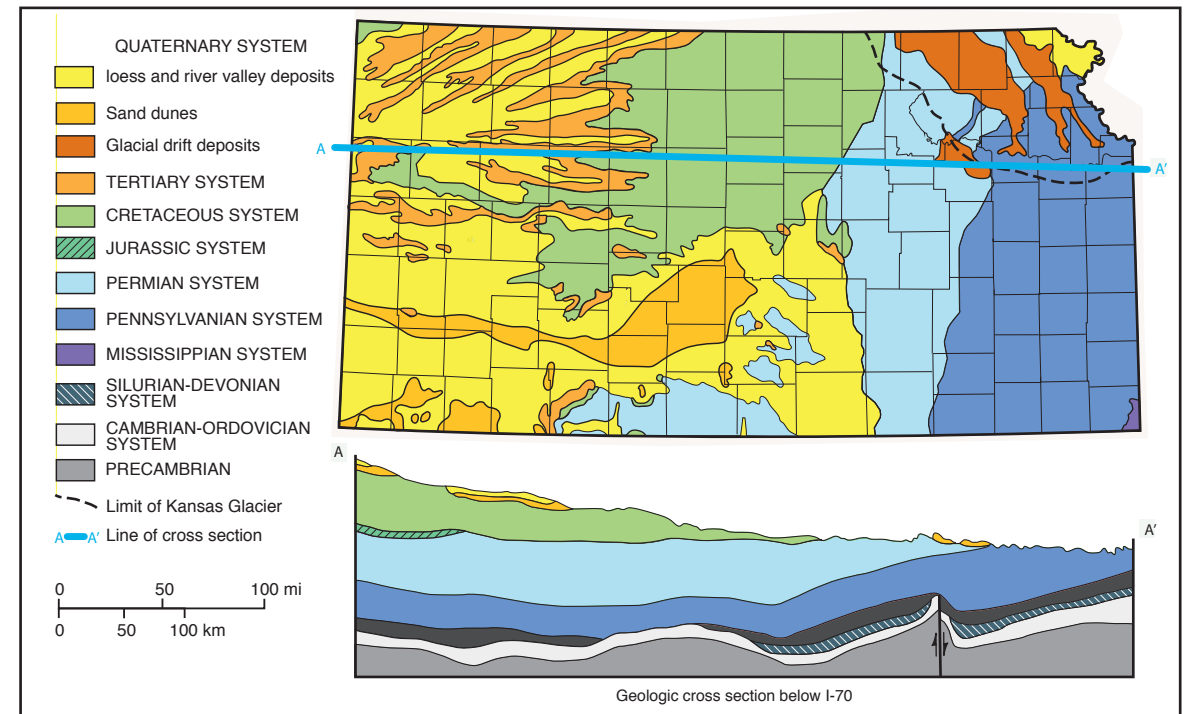 QUATERNARY SYSTEM
loess and river valley deposits
Sand dunes
Glacial drift deposits
TERTIARY SYSTEM
CRETACEOUS SYSTEM
JURASSIC SYSTEM
PERMIAN SYSTEM
PENNSYLVANIAN SYSTEM
MISSISSIPPIAN SYSTEM
SILURIAN-DEVONIAN
SYSTEM
CAMBRIAN-ORDOVICIAN
SYSTEM
PRECAMBRIAN
Limit of Kansas Glacier
A A' Line of cross section
0 50 100 mi
0 50 100 km
A
A'
A
A'
Geologic cross section below I-70